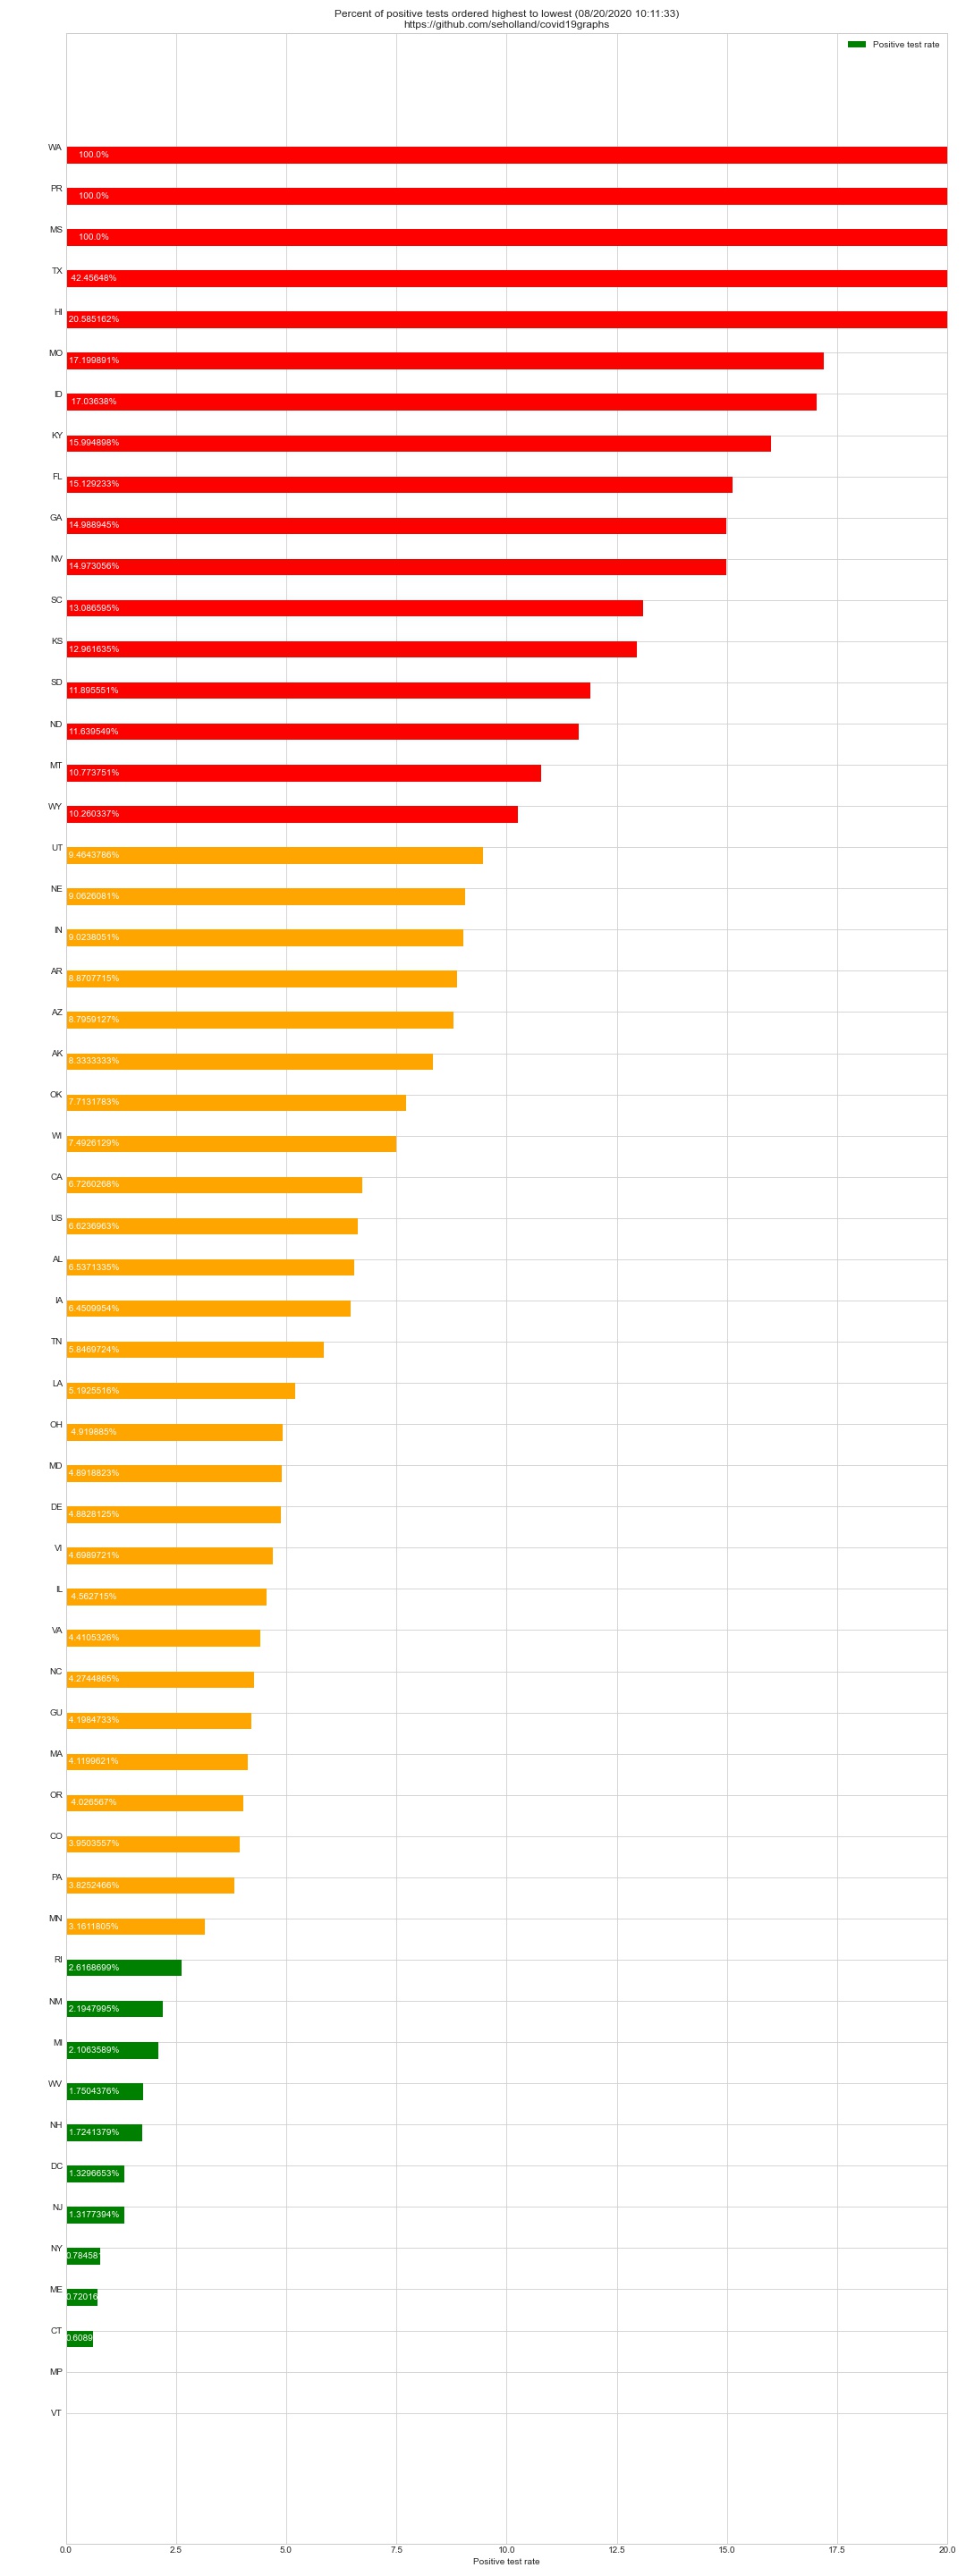 Percent of positive tests ordered highest to lowest (08/20/2020 10:11:33)
https://github.com/seholland/covid19graphs
Positive test rate
WA 100.0%
PR 100.0%
MS 100.0%
TX 42.45648%
HI 20.585162%
MO 17.199891%
ID 17.03638%
KY 15.994898%
FL 15.129233%
GA 14.988945%
NV 14.973056%
SC 13.086595%
KS 12.961635%
SD 11.895551%
ND 11.639549%
MT 10.773751%
WY 10.260337%
UT 9.4643786%
NE 9.0626081%
IN 9.0238051%
AR 8.8707715%
AZ 8.7959127%
AK 8.3333333%
OK 7.7131783%
WI 7.4926129%
CA 6.7260268%
US 6.6236963%
AL 6.5371335%
IA 6.4509954%
TN 5.8469724%
LA 5.1925516%
OH 4.919885%
MD 4.8918823%
DE 4.8828125%
VI 4.6989721%
IL 4.562715%
VA 4.4105326%
NC 4.2744865%
GU 4.1984733%
MA 4.1199621%
OR 4.026567%
CO 3.9503557%
PA 3.8252466%
MN 3.1611805%
RI 2.6168699%
NM 2.1947995%
MI 2.1063589%
WV 1.7504376%
NH 1.7241379%
DC 1.3296653%
NJ 1.3177394%
NY 0.78458
ME 0.72016
CT 0.6089
MP
VT
0.0 2.5 5.0 7.5 10.0 12.5 15.0 17.5 20.0
Positive test rate